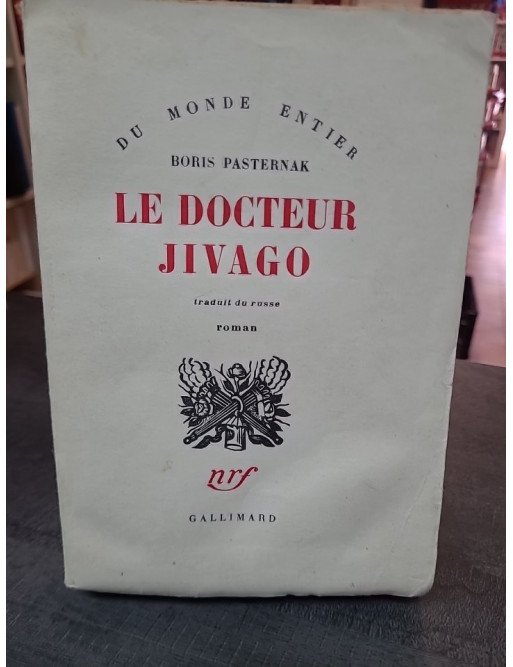 DU MONDE ENTIER
BORIS PASTERNAK
LE DOCTEUR
JIVAGO
traduit du russe
roman
nrf
GALLIMARD